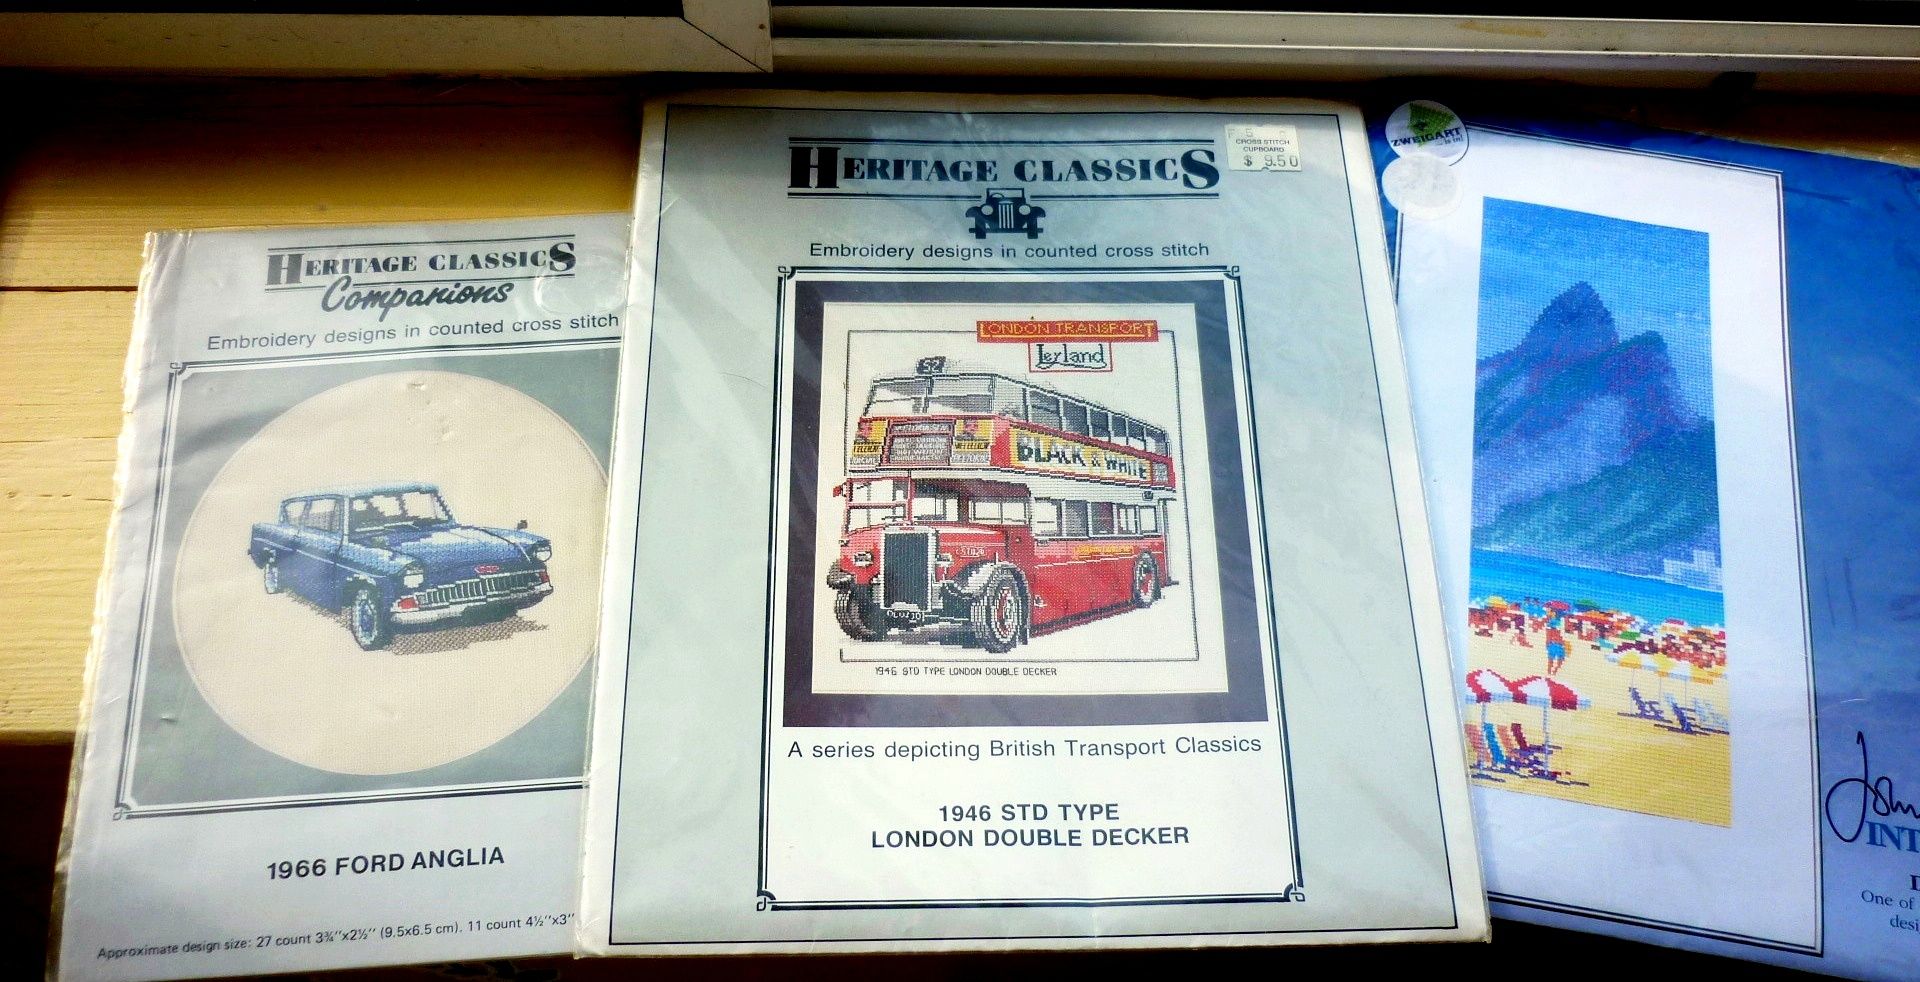 HERITAGE CLASSICS
Companions
Embroidery designs in counted cross stitch
1966 FORD ANGLIA
Approximate design size: 27 count 3¾''x2½'' (9.5x6.5 cm). 11 count 4½''x3''
HERITAGE CLASSICS
CROSS STITCH
CUPBOARD
$ 9.50
Embroidery designs in counted cross stitch
LONDON TRANSPORT
Leyland
52
BLACK & WHITE
1946 STD TYPE LONDON DOUBLE DECKER
A series depicting British Transport Classics
1946 STD TYPE
LONDON DOUBLE DECKER
ZWEIGART
John
INT
One of
desi